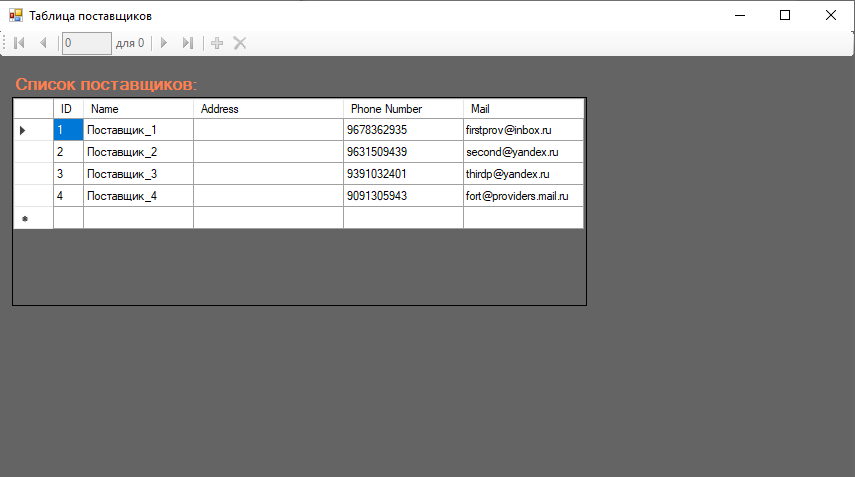 Таблица поставщиков
0 для 0
Список поставщиков:
ID Name Address Phone Number Mail
1 Поставщик_1 9678362935 firstprov@inbox.ru
2 Поставщик_2 9631509439 second@yandex.ru
3 Поставщик_3 9391032401 thirdp@yandex.ru
4 Поставщик_4 9091305943 fort@providers.mail.ru